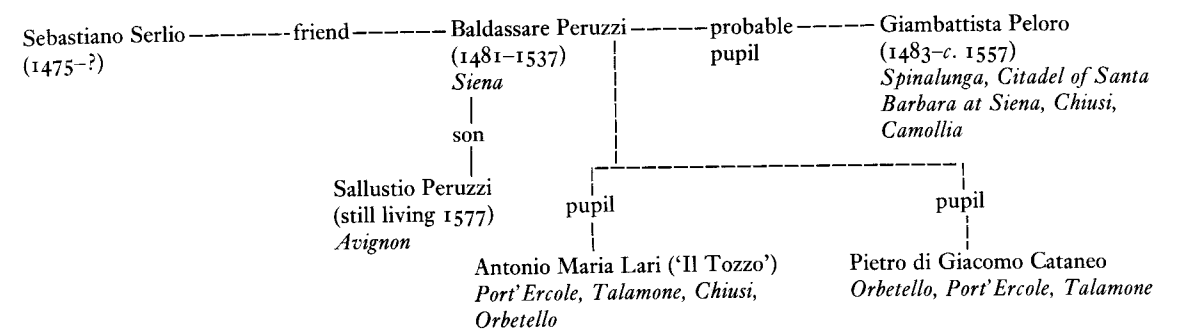 Sebastiano Serlio
(1475–?)
friend
Baldassare Peruzzi
(1481–1537)
Siena
probable
pupil
Giambattista Peloro
(1483–c. 1557)
Spinalunga, Citadel of Santa
Barbara at Siena, Chiusi,
Camollia
son
Sallustio Peruzzi
(still living 1577)
Avignon
pupil
Antonio Maria Lari (‘Il Tozzo’)
Port’Ercole, Talamone, Chiusi,
Orbetello
pupil
Pietro di Giacomo Cataneo
Orbetello, Port’Ercole, Talamone